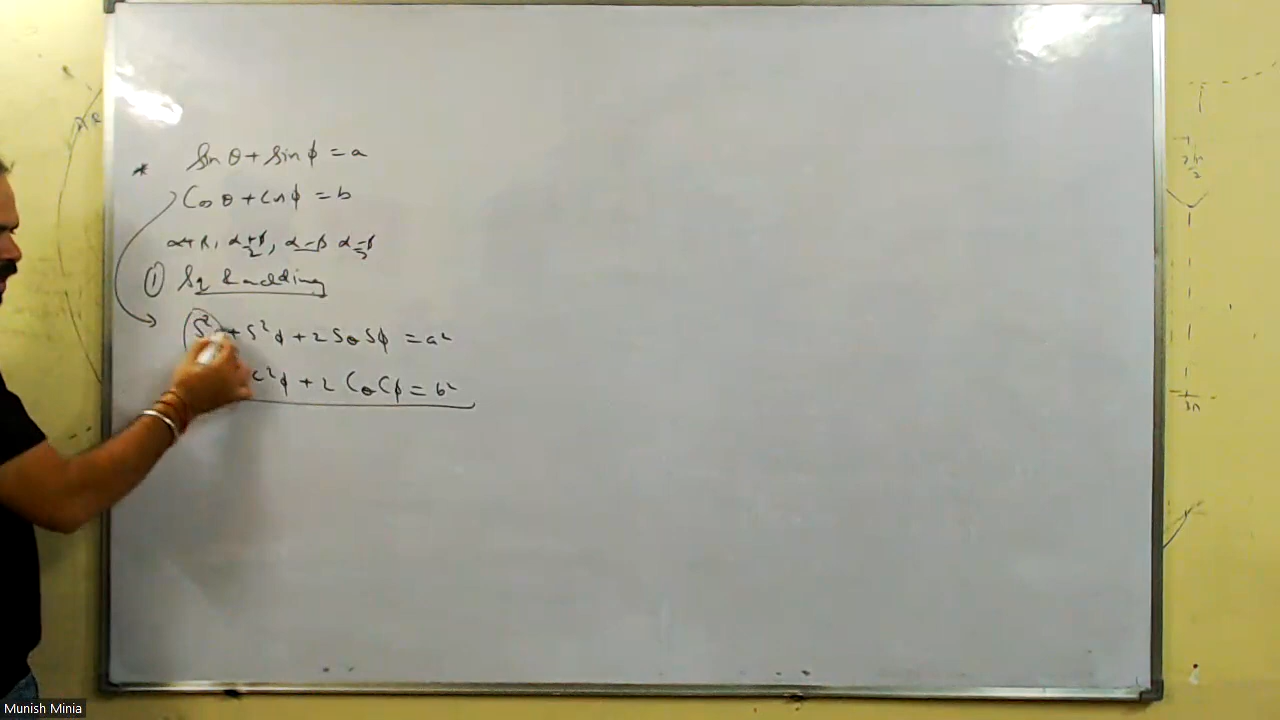 * Sin θ + Sin ϕ = a
Cos θ + Cos ϕ = b
α+β, α+β/2, α-β α-β/2
① Sq & adding
S² + S²ϕ + 2 Sθ Sϕ = a²
c²ϕ + 2 Cθ Cϕ = b²
Munish Minia